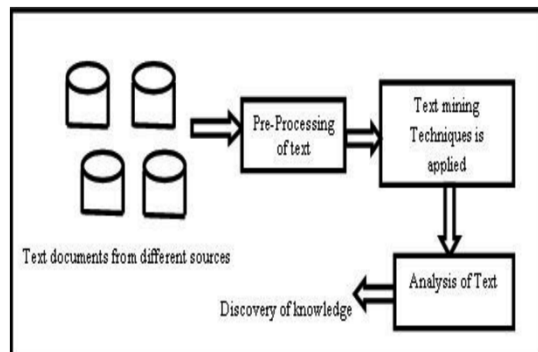 Pre-Processing
of text
Text mining
Techniques is
applied
Text documents from different sources
Analysis of Text
Discovery of knowledge